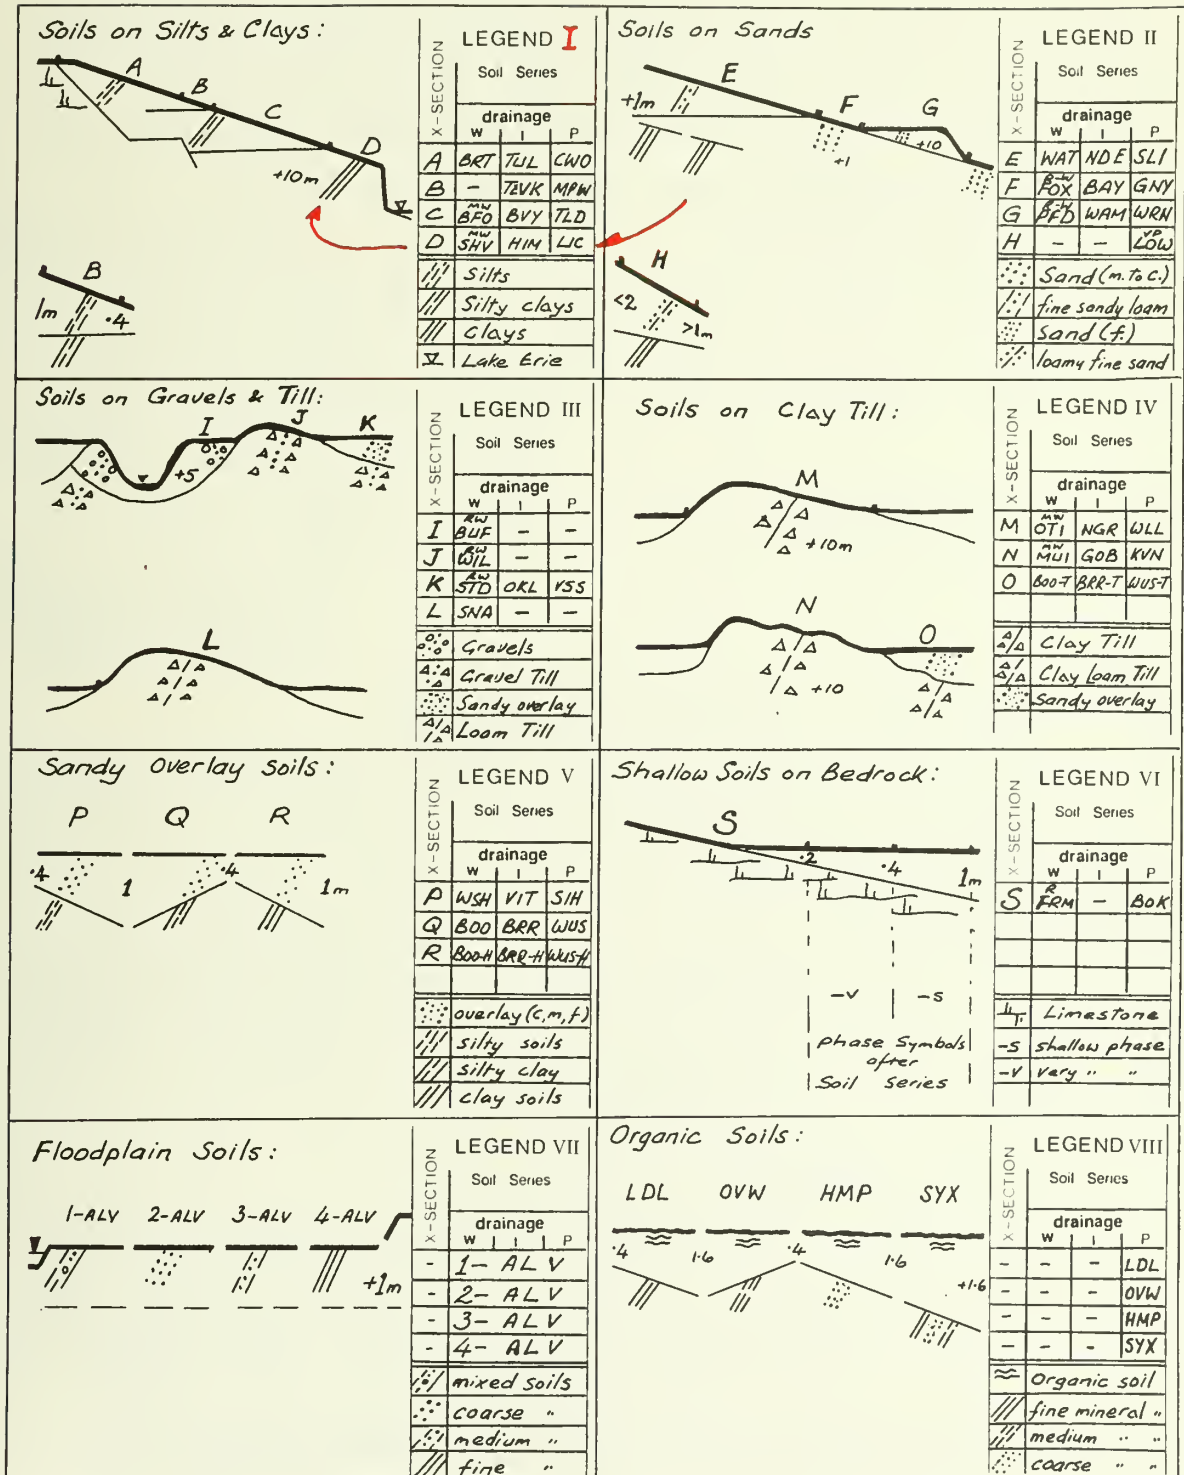 Soils on Silts & Clays:
A
B
C
D
+10m
B
1m
.4
X-SECTION
LEGEND I
Soil Series
drainage
W I P
A BRT TUL CWO
B - TEVK MPW
C MW BFO BVY TLD
D MW SHV HIM LIC
Silts
Silty clays
Clays
Lake Erie
Soils on Sands
E
F
G
+1m
+1
+10
H
<2
>1m
X-SECTION
LEGEND II
Soil Series
drainage
W I P
E WAT NDE SLI
F R-W FOX BAY GNY
G R-W PFD WAM WRN
H - - VP LOW
Sand (m. to c.)
fine sandy loam
Sand (f.)
loamy fine sand
Soils on Gravels & Till:
I
J
K
+5
L
X-SECTION
LEGEND III
Soil Series
drainage
W I P
I RW BUF - -
J RW WIL - -
K RW STD OKL VSS
L SNA - -
Gravels
Gravel Till
Sandy overlay
Loam Till
Soils on Clay Till:
M
+10m
N
O
+10
X-SECTION
LEGEND IV
Soil Series
drainage
W I P
M MW OTI NGR WLL
N MW MUI GOB KVN
O BOO-T BRR-T WUS-T
Clay Till
Clay Loam Till
Sandy overlay
Sandy Overlay Soils:
P Q R
.4 1 .4 1m
X-SECTION
LEGEND V
Soil Series
drainage
W I P
P WSH VIT SIH
Q BOO BRR WUS
R BOO-H BRR-H WUS-H
overlay (c,m,f)
silty soils
silty clay
clay soils
Shallow Soils on Bedrock:
S
.2 .4 1m
-v -s
phase Symbols
after
Soil Series
X-SECTION
LEGEND VI
Soil Series
drainage
W I P
S R FRM - BOK
Limestone
-s shallow phase
-v very " "
Floodplain Soils:
1-ALV 2-ALV 3-ALV 4-ALV
+1m
X-SECTION
LEGEND VII
Soil Series
drainage
W I P
- 1- ALV
- 2- ALV
- 3- ALV
- 4- ALV
mixed soils
coarse "
medium "
fine "
Organic Soils:
LDL OVW HMP SYX
.4 1.6 .4 1.6 +1.6
X-SECTION
LEGEND VIII
Soil Series
drainage
W I P
- - - LDL
- - - OVW
- - - HMP
- - - SYX
Organic soil
fine mineral "
medium " "
coarse " "